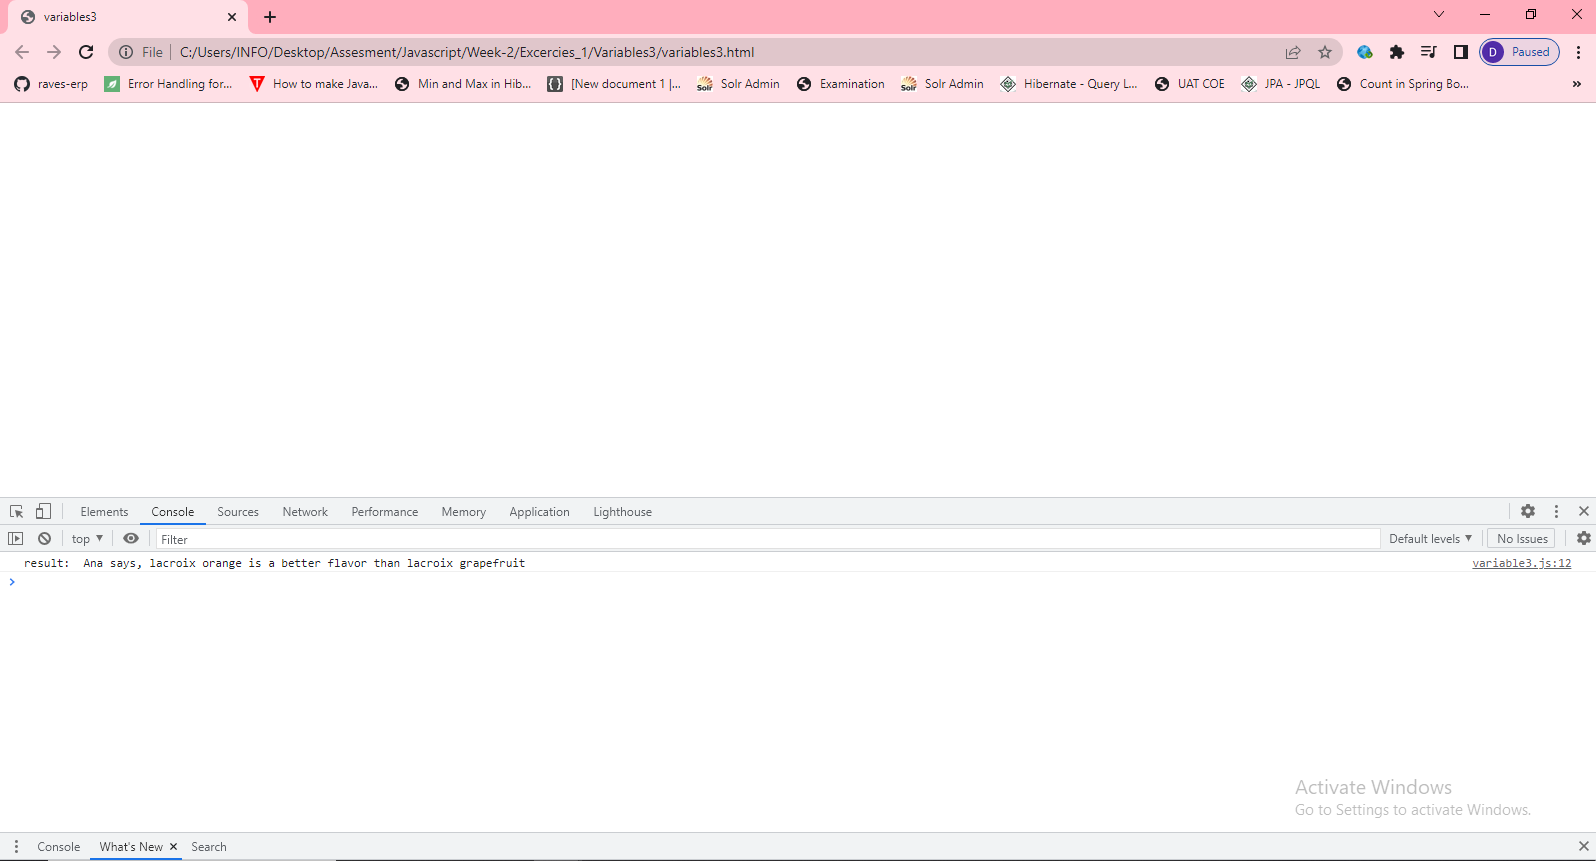 variables3
File C:/Users/INFO/Desktop/Assesment/Javascript/Week-2/Excercies_1/Variables3/variables3.html
D Paused
raves-erp Error Handling for... How to make Java... Min and Max in Hib... [New document 1 |... Solr Admin Examination Solr Admin Hibernate - Query L... UAT COE JPA - JPQL Count in Spring Bo... »
Elements Console Sources Network Performance Memory Application Lighthouse
top Filter Default levels No Issues
result: Ana says, lacroix orange is a better flavor than lacroix grapefruit variable3.js:12
Activate Windows
Go to Settings to activate Windows.
Console What's New Search